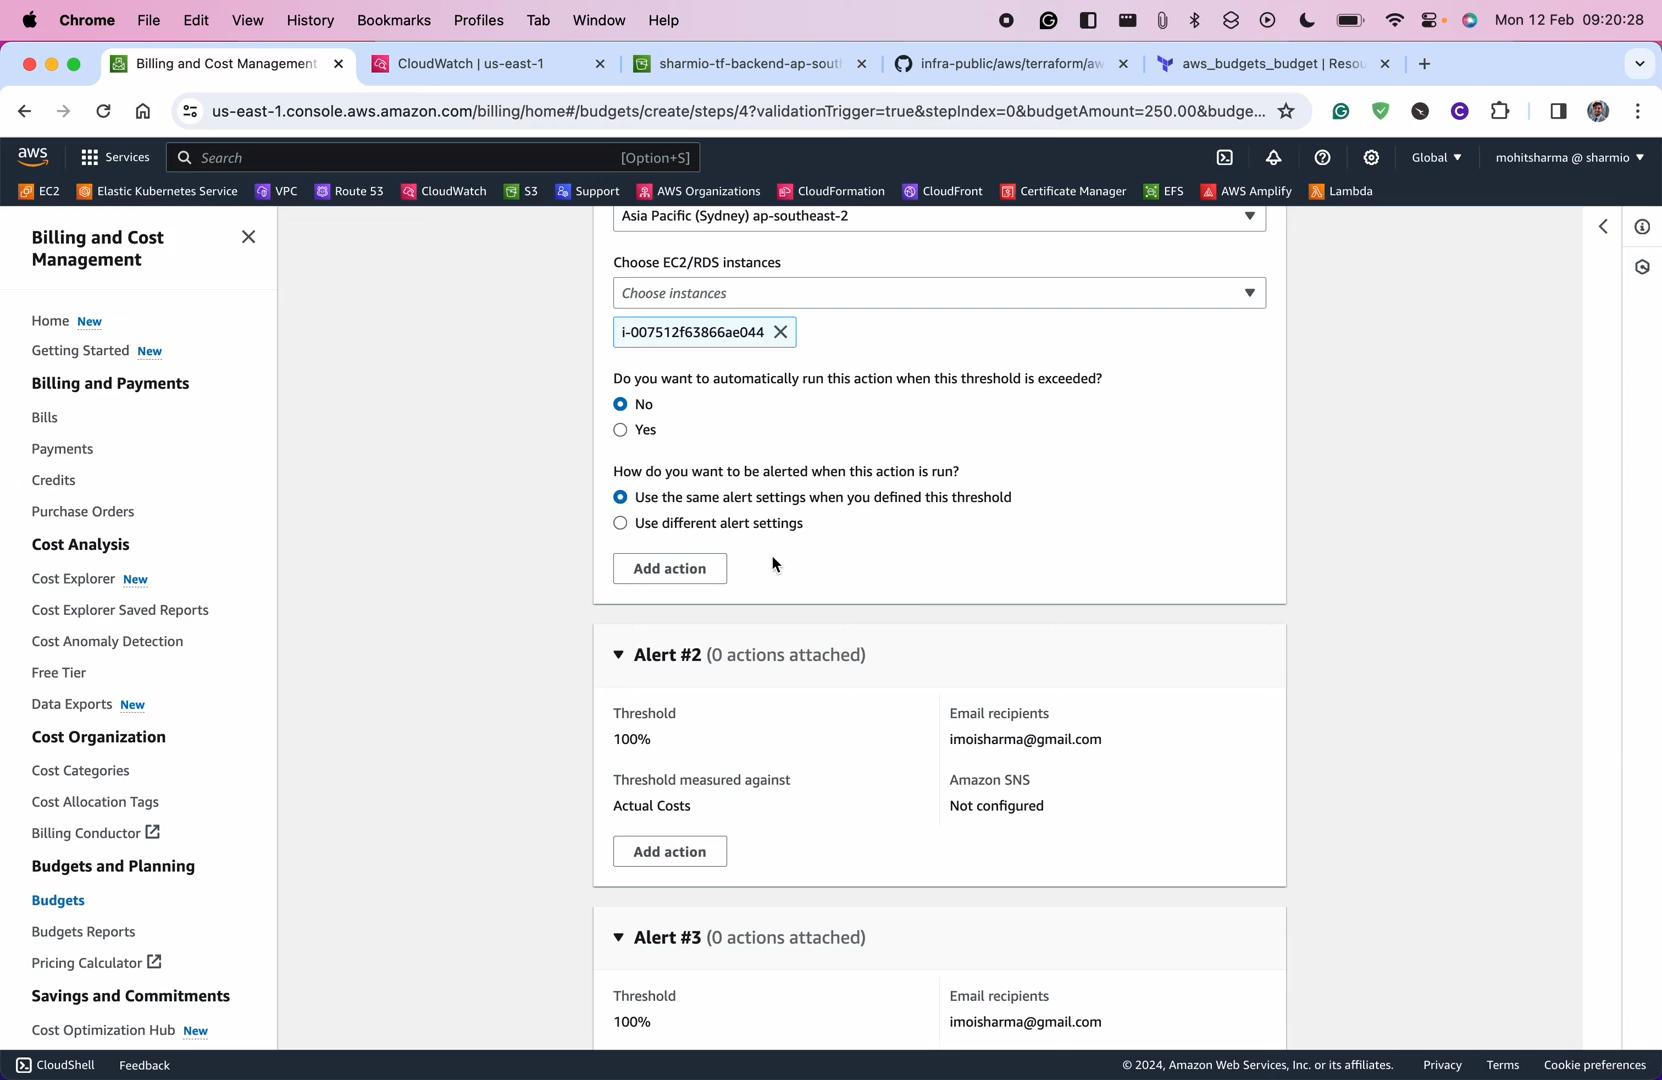 Chrome File Edit View History Bookmarks Profiles Tab Window Help Mon 12 Feb 09:20:28
Billing and Cost Management CloudWatch | us-east-1 sharmio-tf-backend-ap-sout infra-public/aws/terraform/aw aws_budgets_budget | Resou
us-east-1.console.aws.amazon.com/billing/home#/budgets/create/steps/4?validationTrigger=true&stepIndex=0&budgetAmount=250.00&budge...
aws Services Search [Option+S] Global mohitsharma @ sharmio
EC2 Elastic Kubernetes Service VPC Route 53 CloudWatch S3 Support AWS Organizations CloudFormation CloudFront Certificate Manager EFS AWS Amplify Lambda
Billing and Cost
Management
Home New
Getting Started New
Billing and Payments
Bills
Payments
Credits
Purchase Orders
Cost Analysis
Cost Explorer New
Cost Explorer Saved Reports
Cost Anomaly Detection
Free Tier
Data Exports New
Cost Organization
Cost Categories
Cost Allocation Tags
Billing Conductor
Budgets and Planning
Budgets
Budgets Reports
Pricing Calculator
Savings and Commitments
Cost Optimization Hub New
Asia Pacific (Sydney) ap-southeast-2
Choose EC2/RDS instances
Choose instances
i-007512f63866ae044
Do you want to automatically run this action when this threshold is exceeded?
No
Yes
How do you want to be alerted when this action is run?
Use the same alert settings when you defined this threshold
Use different alert settings
Add action
Alert #2 (0 actions attached)
Threshold
100%
Email recipients
imoisharma@gmail.com
Threshold measured against
Actual Costs
Amazon SNS
Not configured
Add action
Alert #3 (0 actions attached)
Threshold
100%
Email recipients
imoisharma@gmail.com
CloudShell Feedback © 2024, Amazon Web Services, Inc. or its affiliates. Privacy Terms Cookie preferences